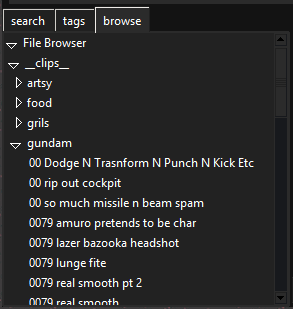 search tags browse
File Browser
__clips__
artsy
food
grils
gundam
00 Dodge N Trasnform N Punch N Kick Etc
00 rip out cockpit
00 so much missile n beam spam
0079 amuro pretends to be char
0079 lazer bazooka headshot
0079 lunge fite
0079 real smooth pt 2
0079 real smooth